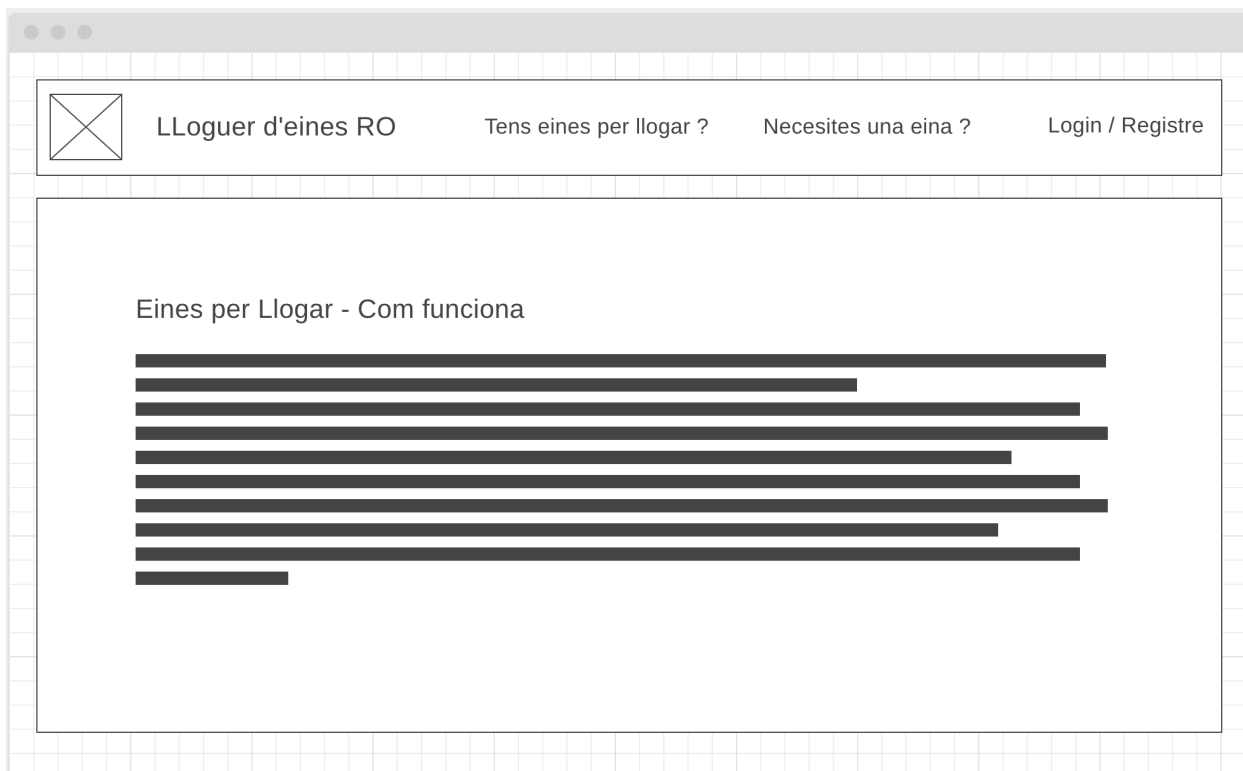 LLoguer d'eines RO
Tens eines per llogar ?
Necesites una eina ?
Login / Registre
Eines per Llogar - Com funciona